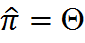 π̂ = Θ